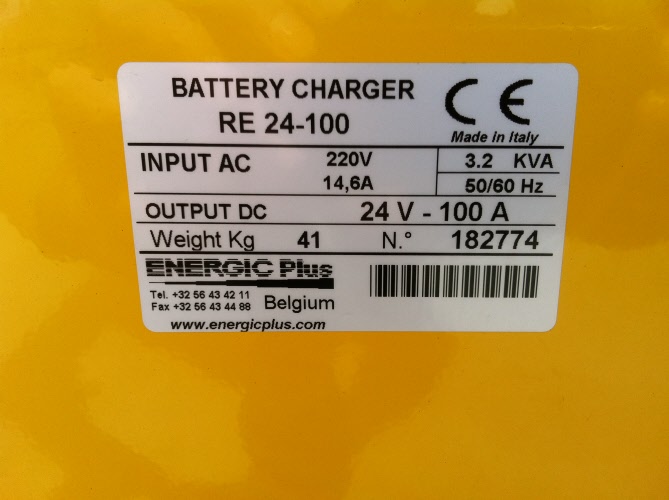 BATTERY CHARGER
RE 24-100
CE
Made in Italy
INPUT AC 220V 3.2 KVA
14,6A 50/60 Hz
OUTPUT DC 24 V - 100 A
Weight Kg 41 N.° 182774
ENERGIC Plus
Tel. +32 56 43 42 11
Fax +32 56 43 44 88 Belgium
www.energicplus.com